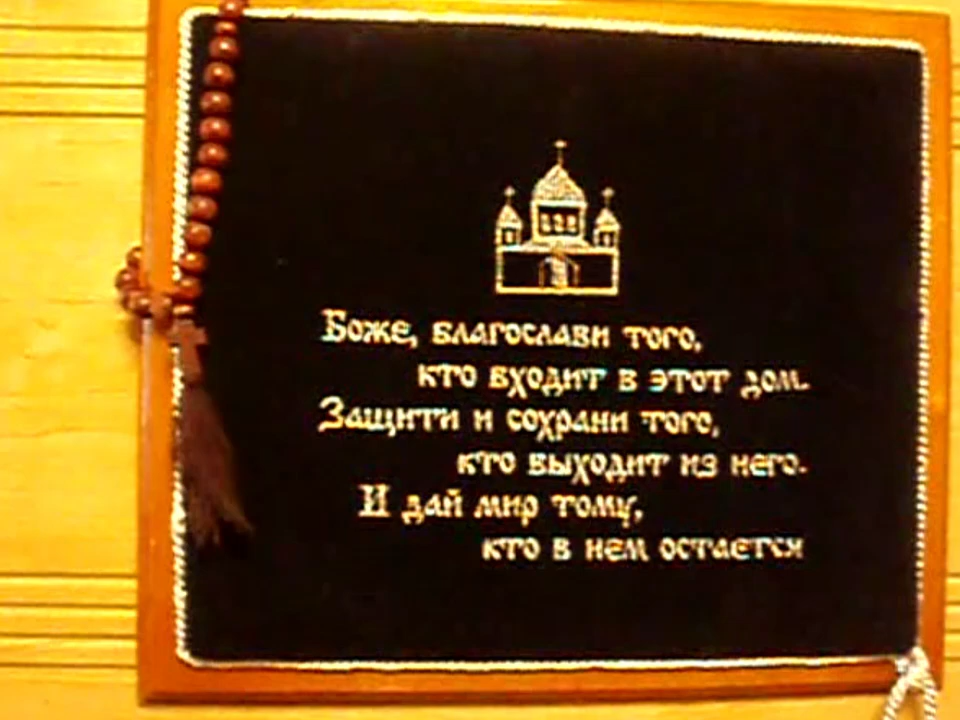 Боже, благослави того,
кто входит в этот дом.
Защити и сохрани того,
кто выходит из него.
И дай мир тому,
кто в нем остается